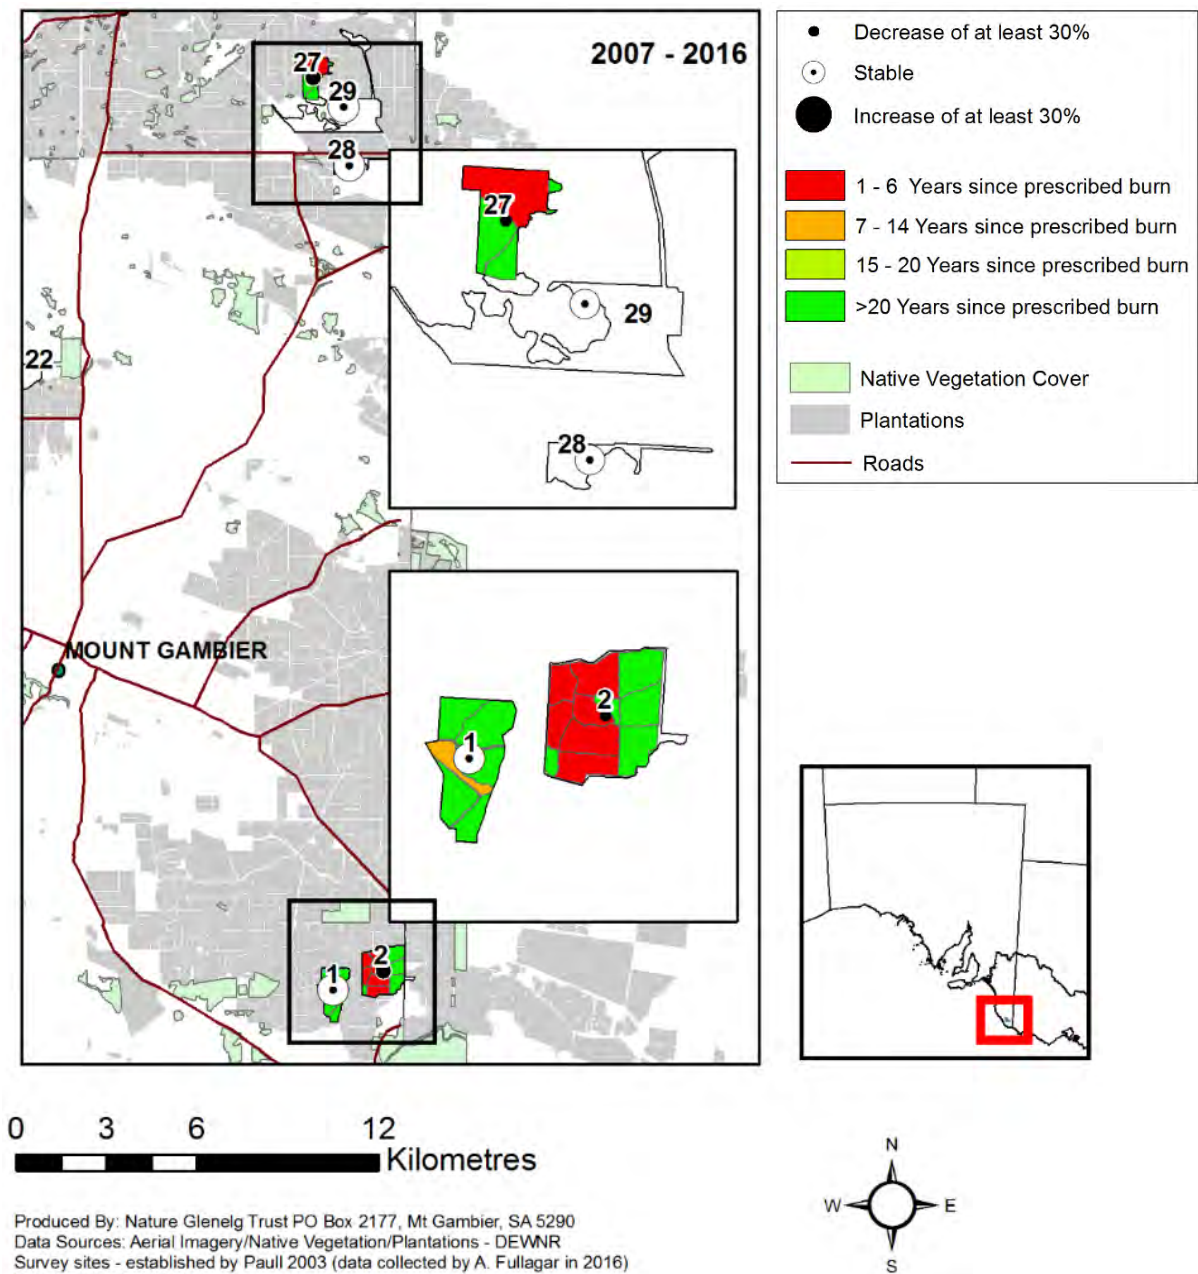 2007 - 2016
27
29
28
22
27
29
28
MOUNT GAMBIER
1
2
1
2
Decrease of at least 30%
Stable
Increase of at least 30%
1 - 6 Years since prescribed burn
7 - 14 Years since prescribed burn
15 - 20 Years since prescribed burn
>20 Years since prescribed burn
Native Vegetation Cover
Plantations
Roads
0 3 6 12
Kilometres
N
W E
S
Produced By: Nature Glenelg Trust PO Box 2177, Mt Gambier, SA 5290
Data Sources: Aerial Imagery/Native Vegetation/Plantations - DEWNR
Survey sites - established by Paull 2003 (data collected by A. Fullagar in 2016)